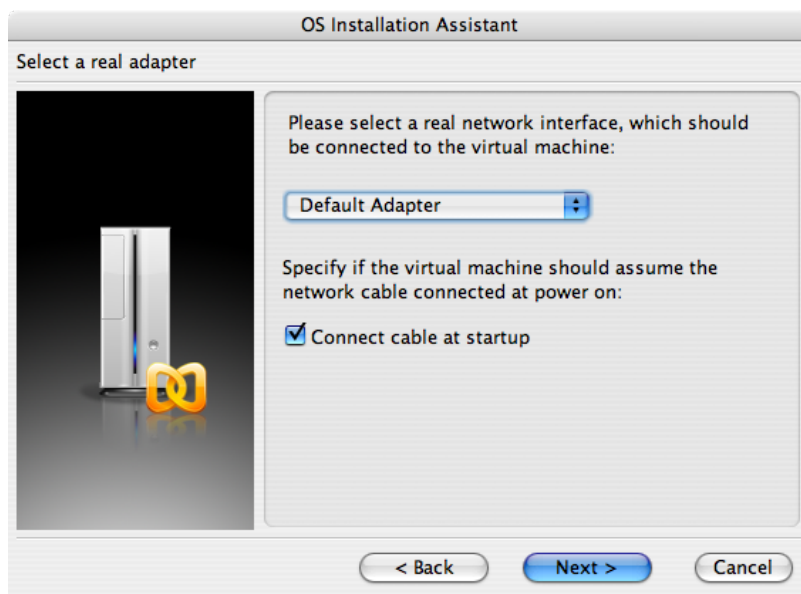 OS Installation Assistant
Select a real adapter
Please select a real network interface, which should
be connected to the virtual machine:
Default Adapter
Specify if the virtual machine should assume the
network cable connected at power on:
Connect cable at startup
< Back
Next >
Cancel